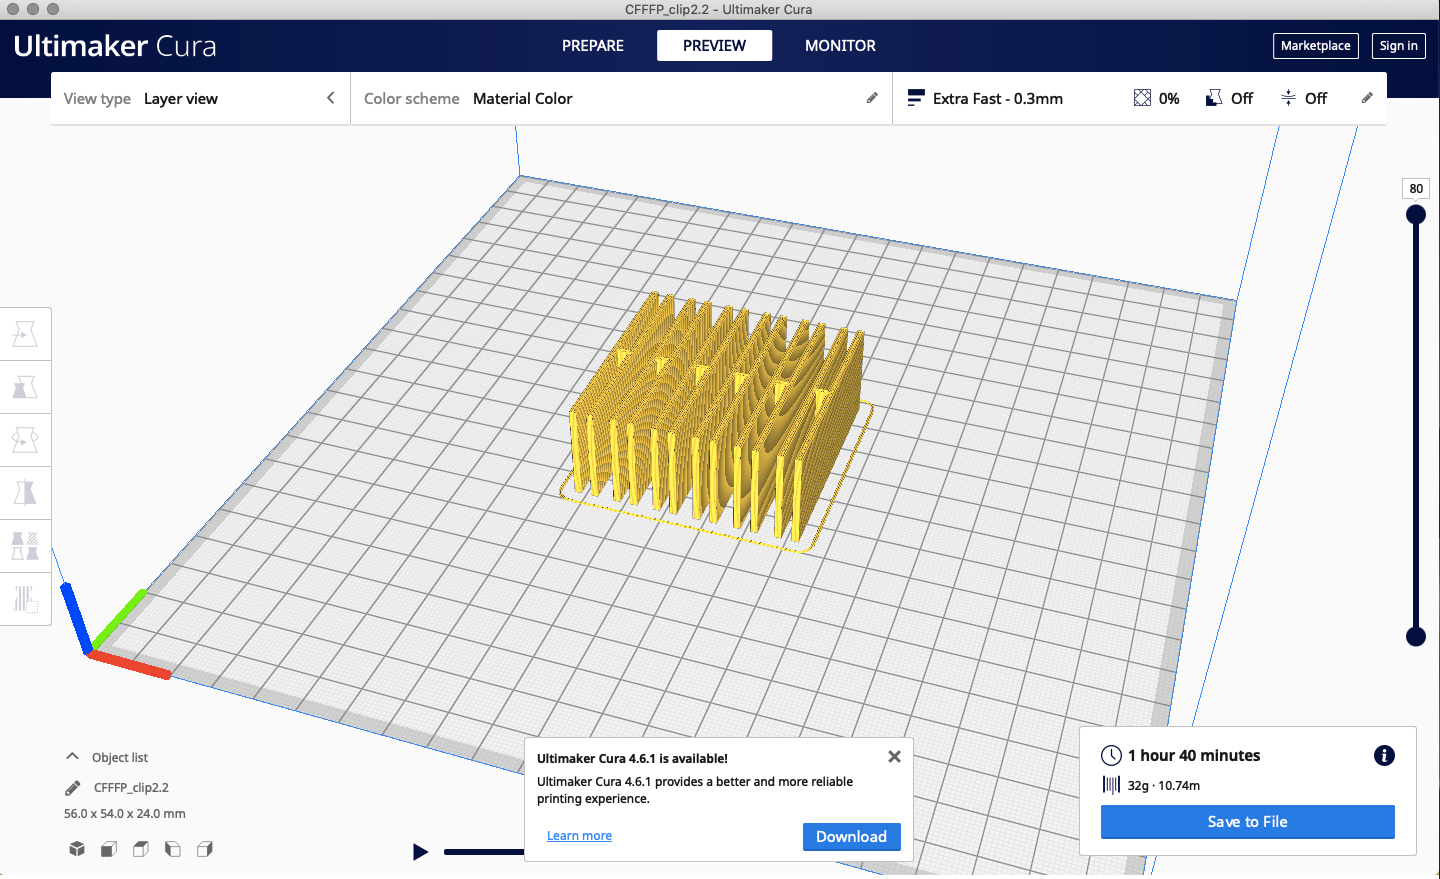 CFFFP_clip2.2 - Ultimaker Cura
Ultimaker Cura
PREPARE
PREVIEW
MONITOR
Marketplace
Sign in
View type Layer view
Color scheme Material Color
Extra Fast - 0.3mm
0%
Off
Off
80
Object list
CFFFP_clip2.2
56.0 x 54.0 x 24.0 mm
Ultimaker Cura 4.6.1 is available!
Ultimaker Cura 4.6.1 provides a better and more reliable
printing experience.
Learn more
Download
1 hour 40 minutes
32g · 10.74m
Save to File